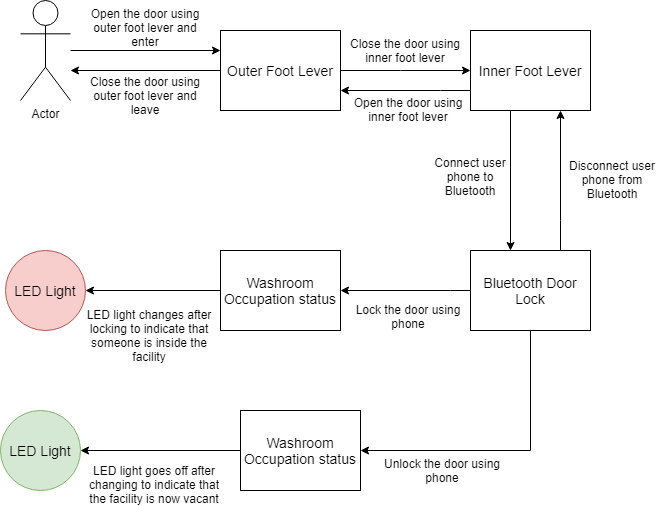 Open the door using
outer foot lever and
enter
Close the door using
outer foot lever and
leave
Actor
Outer Foot Lever
Close the door using
inner foot lever
Open the door using
inner foot lever
Inner Foot Lever
Connect user
phone to
Bluetooth
Disconnect user
phone from
Bluetooth
LED Light
LED light changes after
locking to indicate that
someone is inside the
facility
Washroom
Occupation status
Lock the door using
phone
Bluetooth Door
Lock
LED Light
LED light goes off after
changing to indicate that
the facility is now vacant
Washroom
Occupation status
Unlock the door using
phone